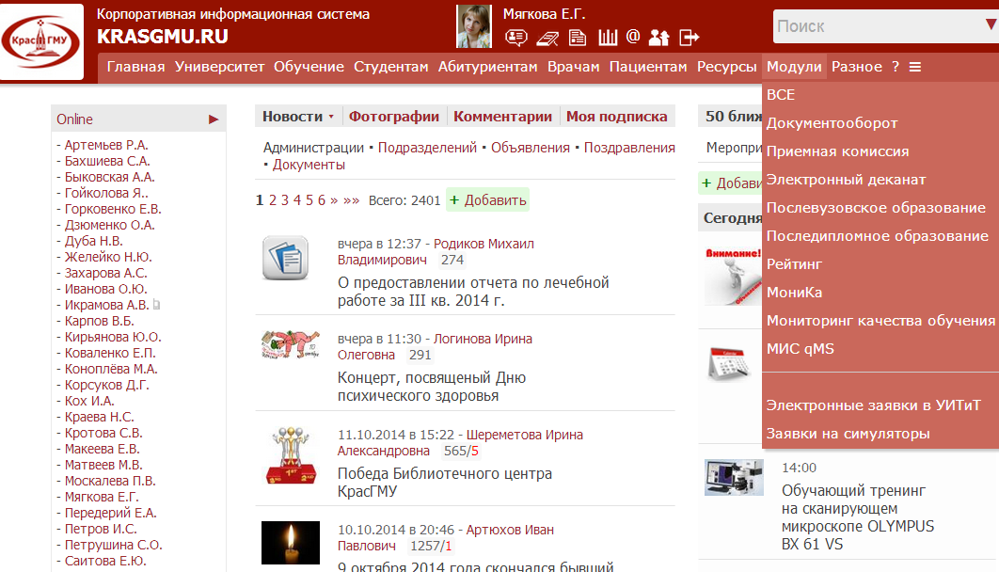 КрасГМУ
Корпоративная информационная система
KRASGMU.RU
Мягкова Е.Г.
@
Поиск
Главная Университет Обучение Студентам Абитуриентам Врачам Пациентам Ресурсы Модули Разное ? ≡
ВСЕ
Документооборот
Приемная комиссия
Электронный деканат
Послевузовское образование
Последипломное образование
Рейтинг
МониКа
Мониторинг качества обучения
МИС qMS
Электронные заявки в УИТиТ
Заявки на симуляторы
Online
- Артемьев Р.А.
- Бахшиева С.А.
- Быковская А.А.
- Гойколова Я..
- Горковенко Е.В.
- Дзюменко О.А.
- Дуба Н.В.
- Желейко Н.Ю.
- Захарова А.С.
- Иванова О.Ю.
- Икрамова А.В.
- Карпов В.Б.
- Кирьянова Ю.О.
- Коваленко Е.П.
- Коноплёва М.А.
- Корсуков Д.Г.
- Кох И.А.
- Краева Н.С.
- Кротова С.В.
- Макеева Е.В.
- Матвеев М.В.
- Москалева П.В.
- Мягкова Е.Г.
- Передерий Е.А.
- Петров И.С.
- Петрушина С.О.
- Саитова Е.Ю.
Новости Фотографии Комментарии Моя подписка
Администрации • Подразделений • Объявления • Поздравления
• Документы
1 2 3 4 5 6 » »» Всего: 2401 + Добавить
вчера в 12:37 - Родиков Михаил
Владимирович 274
О предоставлении отчета по лечебной
работе за III кв. 2014 г.
вчера в 11:30 - Логинова Ирина
Олеговна 291
Концерт, посвященый Дню
психического здоровья
11.10.2014 в 15:22 - Шереметова Ирина
Александровна 565/5
Победа Библиотечного центра
КрасГМУ
10.10.2014 в 20:46 - Артюхов Иван
Павлович 1257/1
9 октября 2014 года скончался бывший
50 ближ
Меропри
+ Добави
Сегодня
Внимание!
14:00
Обучающий тренинг
на сканирующем
микроскопе OLYMPUS
BX 61 VS